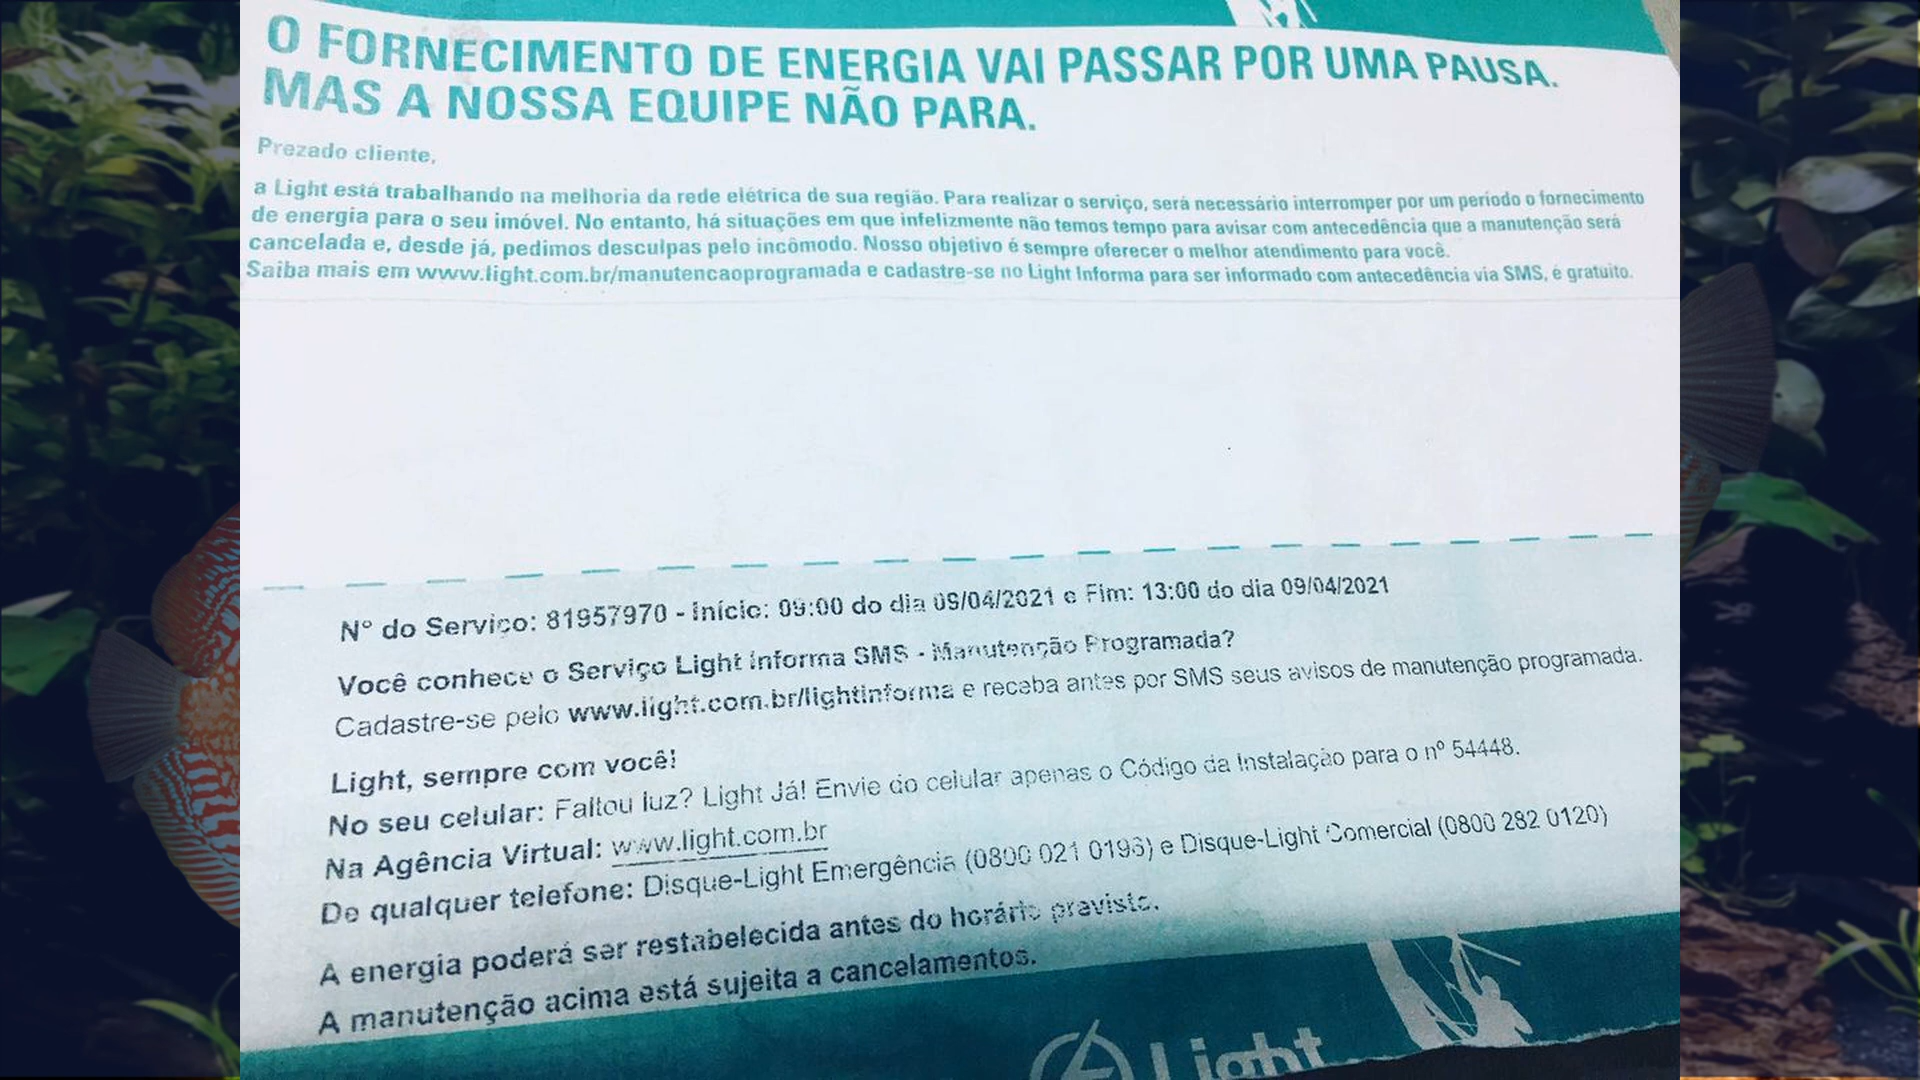 O FORNECIMENTO DE ENERGIA VAI PASSAR POR UMA PAUSA.
MAS A NOSSA EQUIPE NÃO PARA.
Prezado cliente,
a Light está trabalhando na melhoria da rede elétrica de sua região. Para realizar o serviço, será necessário interromper por um período o fornecimento
de energia para o seu imóvel. No entanto, há situações em que infelizmente não temos tempo para avisar com antecedência que a manutenção será
cancelada e, desde já, pedimos desculpas pelo incômodo. Nosso objetivo é sempre oferecer o melhor atendimento para você.
Saiba mais em www.light.com.br/manutencaoprogramada e cadastre-se no Light Informa para ser informado com antecedência via SMS, é gratuito.
Nº do Serviço: 81957970 - Início: 09:00 do dia 09/04/2021 e Fim: 13:00 do dia 09/04/2021
Você conhece o Serviço Light Informa SMS - Manutenção Programada?
Cadastre-se pelo www.light.com.br/lightinforma e receba antes por SMS seus avisos de manutenção programada.
Light, sempre com você!
No seu celular: Faltou luz? Light Já! Envie do celular apenas o Código da Instalação para o nº 54448.
Na Agência Virtual: www.light.com.br
De qualquer telefone: Disque-Light Emergência (0800 021 0196) e Disque-Light Comercial (0800 282 0120)
A energia poderá ser restabelecida antes do horário previsto.
A manutenção acima está sujeita a cancelamentos.
Light